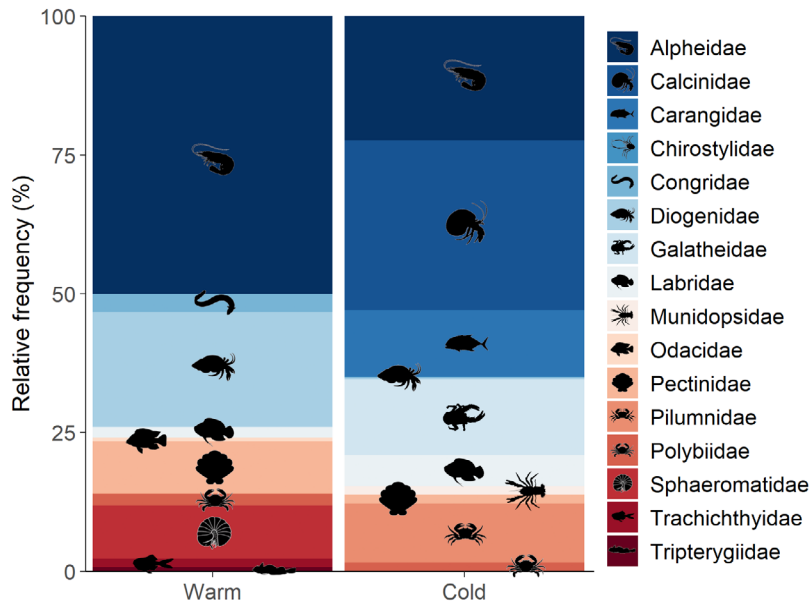 Relative frequency (%)
100
75
50
25
0
Warm
Cold
Alpheidae
Calcinidae
Carangidae
Chirostylidae
Congridae
Diogenidae
Galatheidae
Labridae
Munidopsidae
Odacidae
Pectinidae
Pilumnidae
Polybiidae
Sphaeromatidae
Trachichthyidae
Tripterygiidae